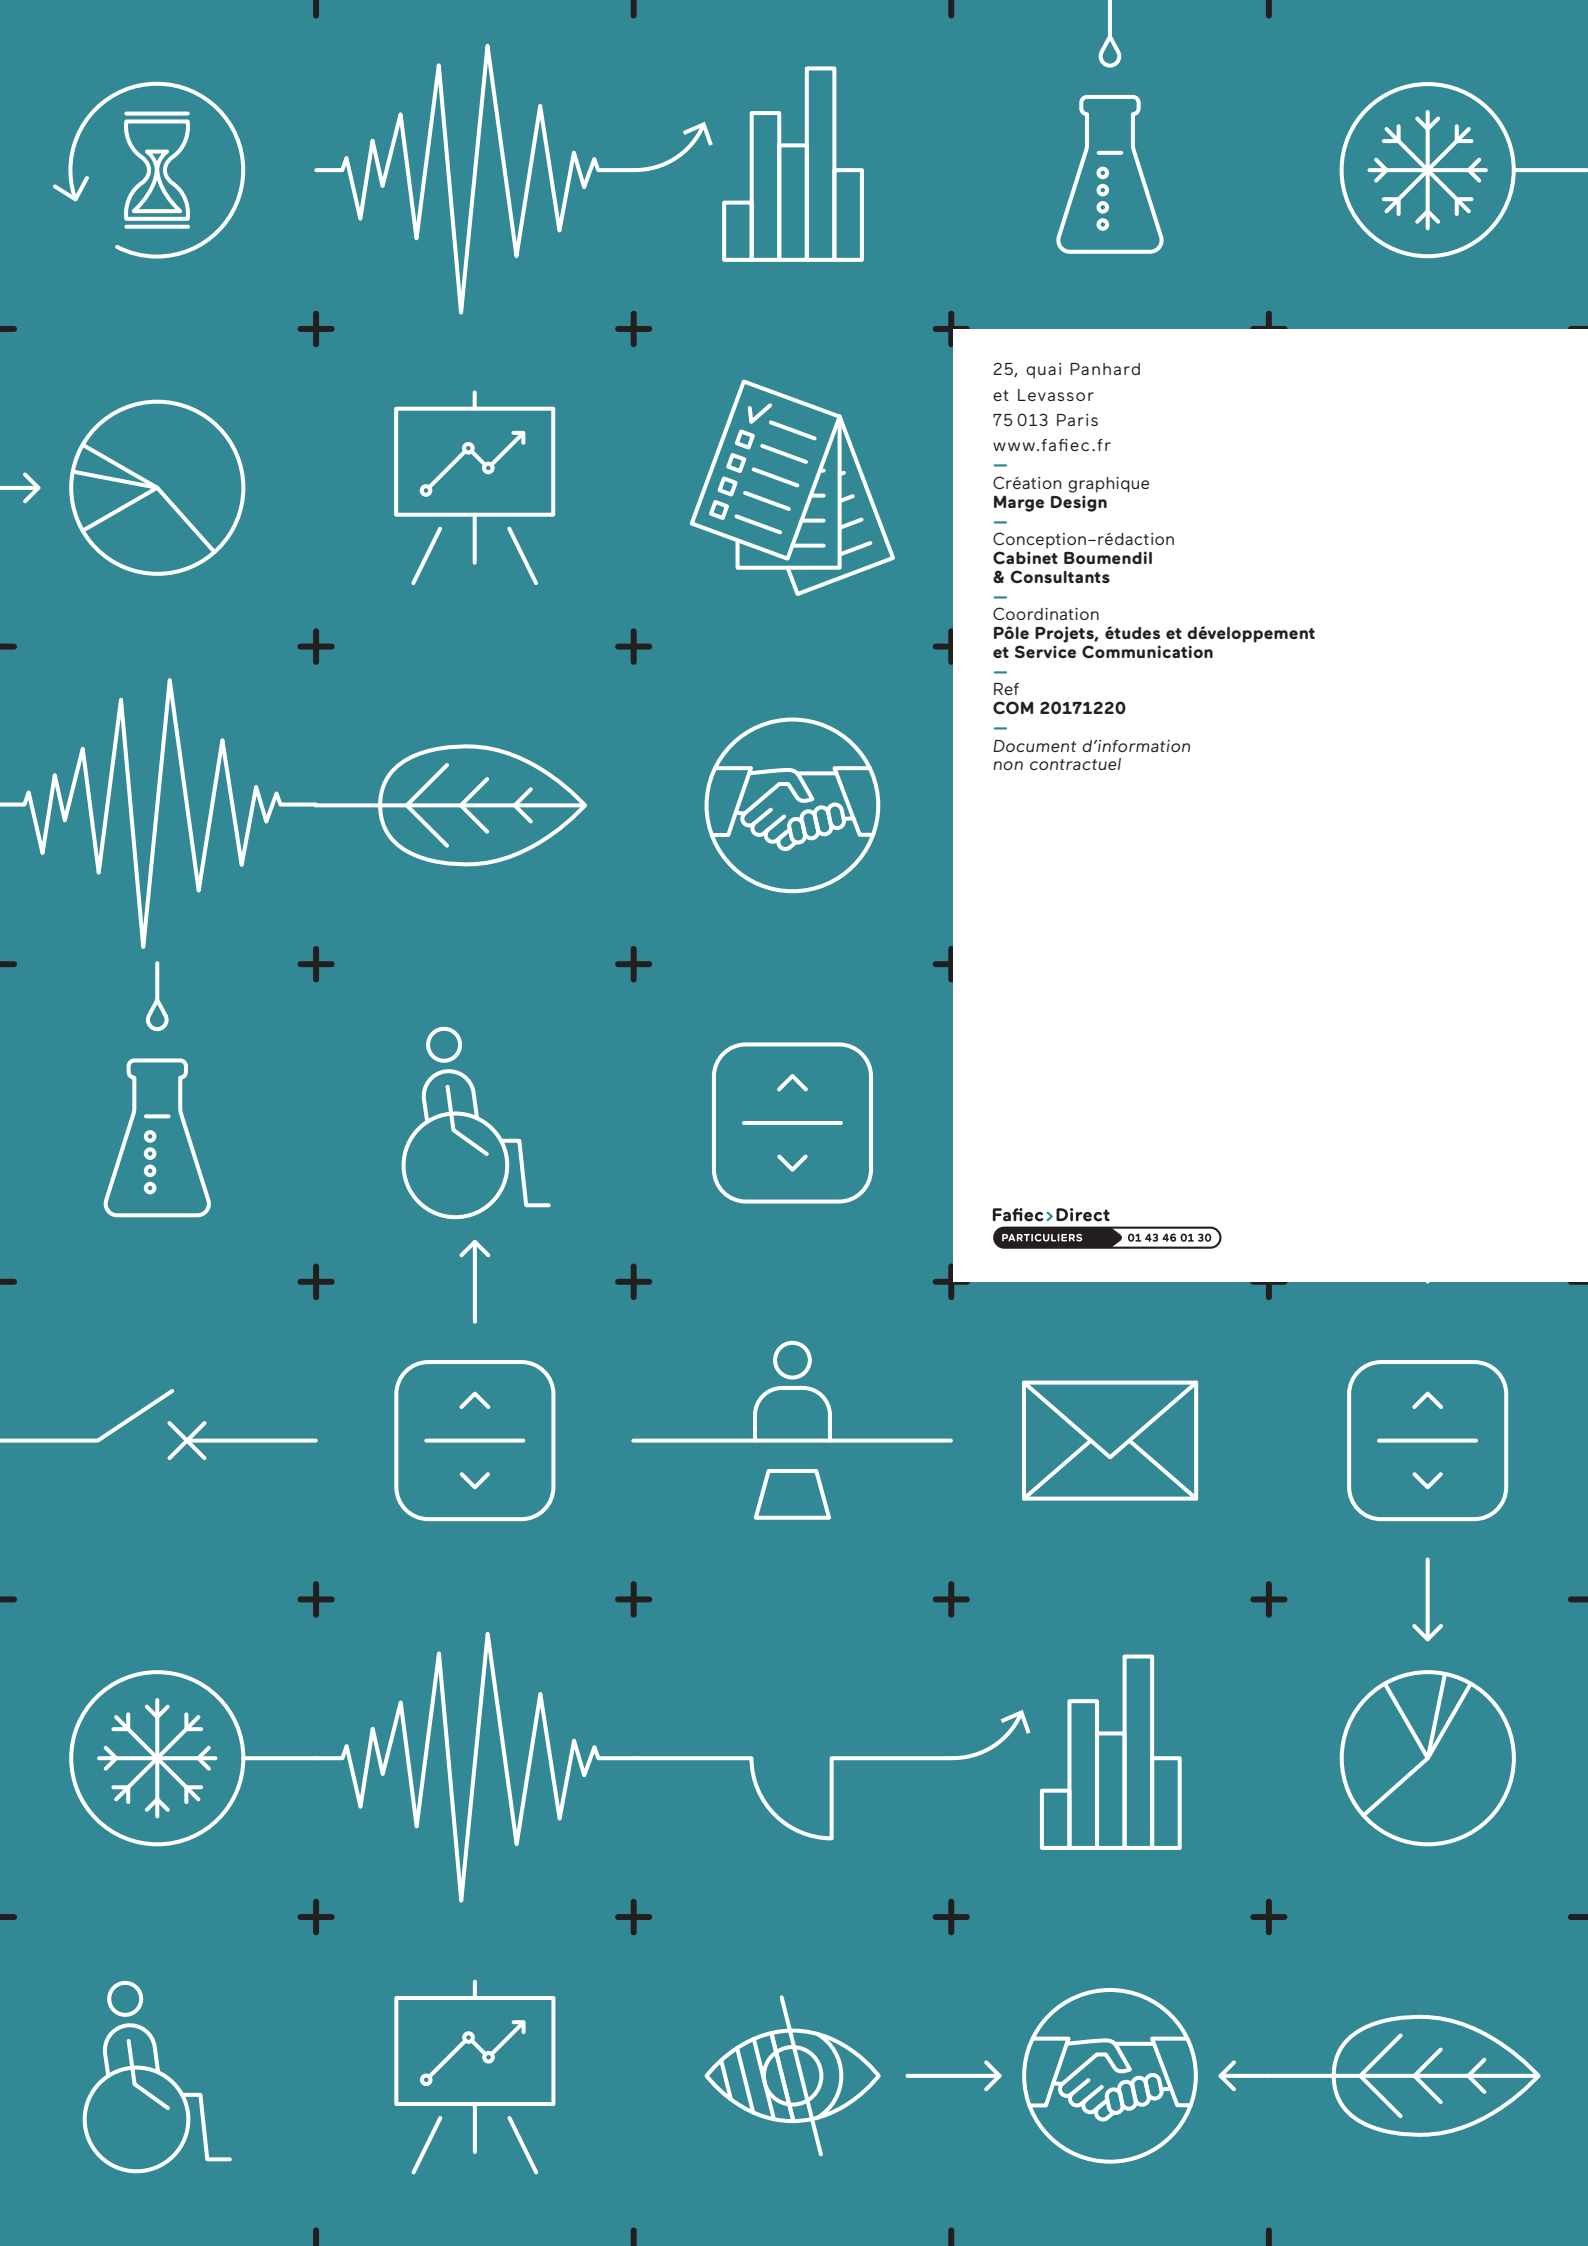 25, quai Panhard
et Levassor
75 013 Paris
www.fafiec.fr
Création graphique
Marge Design
Conception–rédaction
Cabinet Boumendil
& Consultants
Coordination
Pôle Projets, études et développement
et Service Communication
Ref
COM 20171220
Document d’information
non contractuel
Fafiec>Direct
PARTICULIERS 01 43 46 01 30